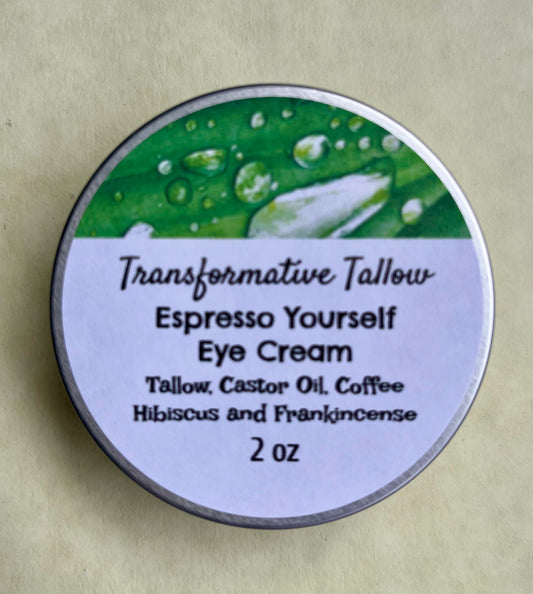 Transformative Tallow
Espresso Yourself
Eye Cream
Tallow, Castor Oil, Coffee
Hibiscus and Frankincense
2 oz